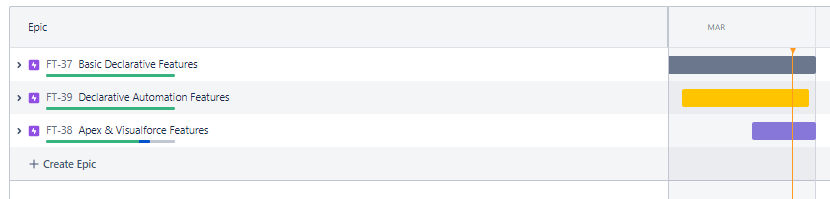 Epic
MAR
FT-37 Basic Declarative Features
FT-39 Declarative Automation Features
FT-38 Apex & Visualforce Features
+ Create Epic